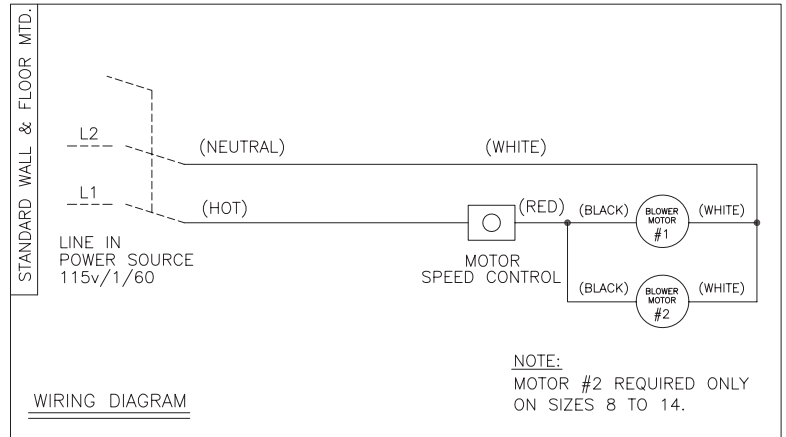 STANDARD WALL & FLOOR MTD.
L2
(NEUTRAL)
(WHITE)
L1
(HOT)
(RED)
(BLACK)
BLOWER
MOTOR
#1
(WHITE)
LINE IN
POWER SOURCE
115v/1/60
MOTOR
SPEED CONTROL
(BLACK)
BLOWER
MOTOR
#2
(WHITE)
NOTE:
MOTOR #2 REQUIRED ONLY
ON SIZES 8 TO 14.
WIRING DIAGRAM